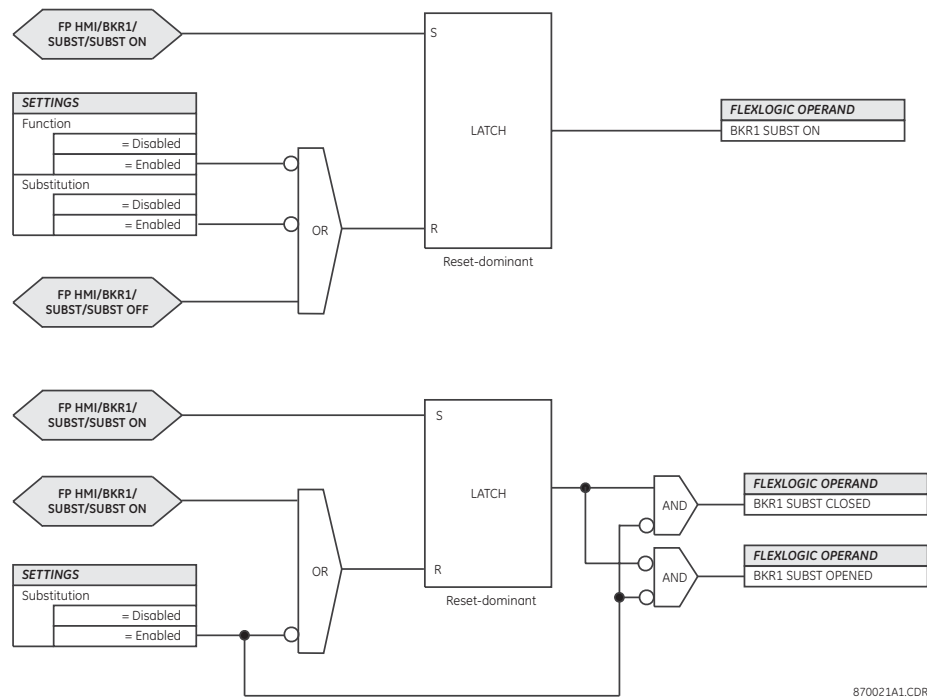 FP HMI/BKR1/
SUBST/SUBST ON
S
SETTINGS
Function
= Disabled
= Enabled
Substitution
= Disabled
= Enabled
OR
LATCH
R
Reset-dominant
FLEXLOGIC OPERAND
BKR1 SUBST ON
FP HMI/BKR1/
SUBST/SUBST OFF
FP HMI/BKR1/
SUBST/SUBST ON
S
FP HMI/BKR1/
SUBST/SUBST ON
LATCH
OR
R
Reset-dominant
AND
FLEXLOGIC OPERAND
BKR1 SUBST CLOSED
AND
FLEXLOGIC OPERAND
BKR1 SUBST OPENED
SETTINGS
Substitution
= Disabled
= Enabled
870021A1.CDR